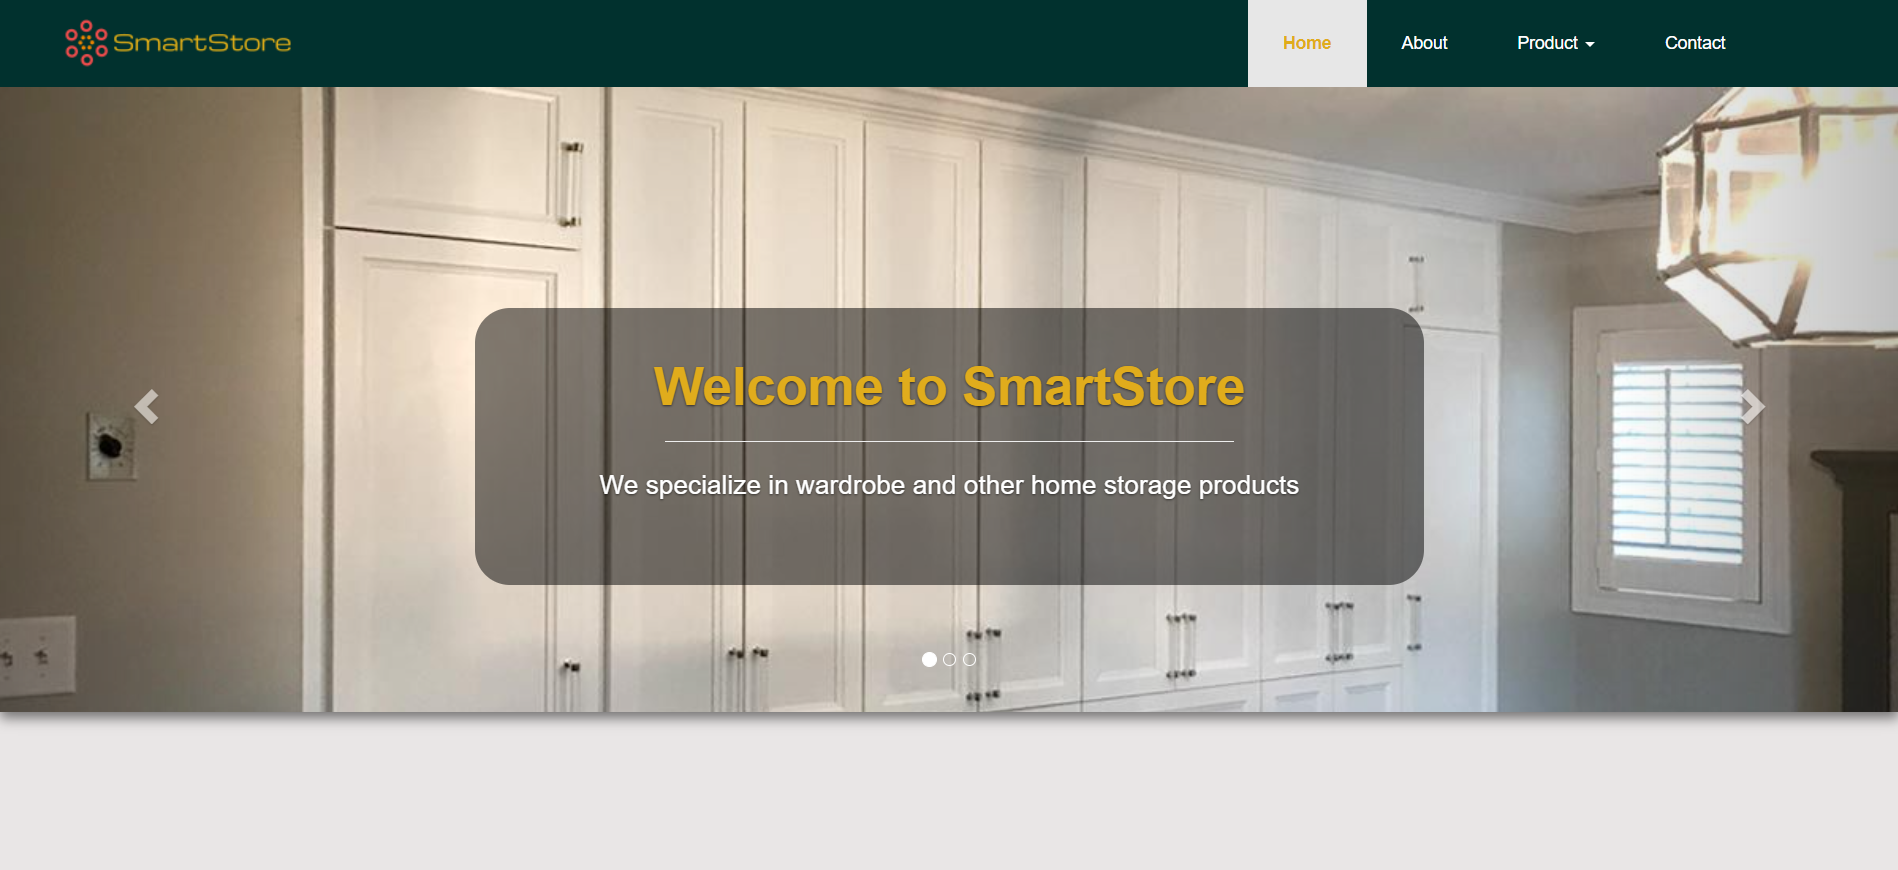 SmartStore
Home About Product Contact
Welcome to SmartStore
We specialize in wardrobe and other home storage products